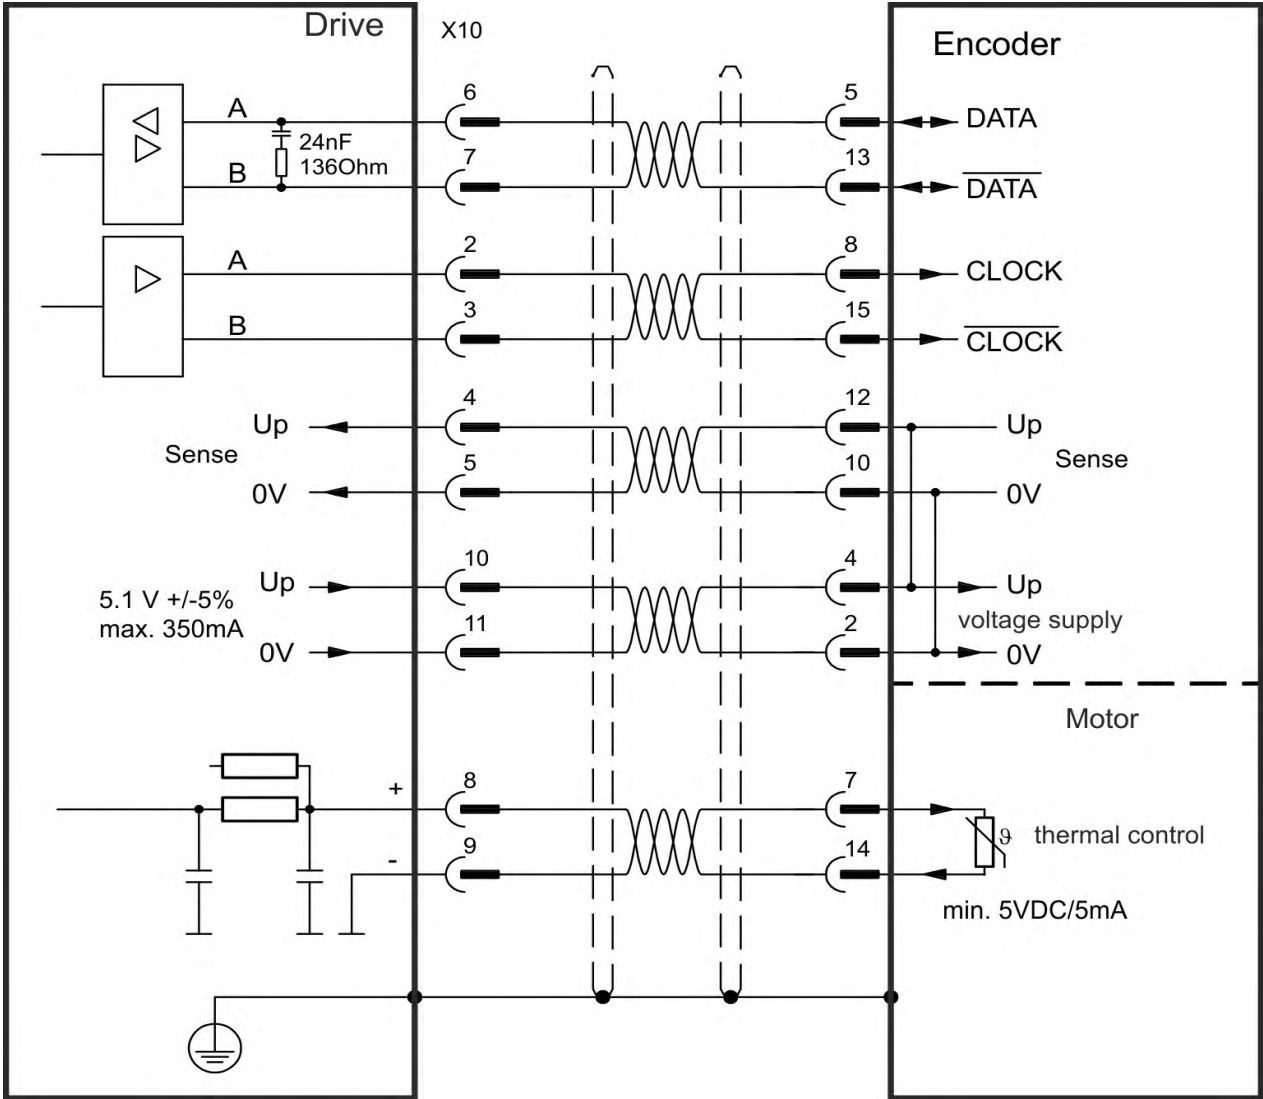 Drive
X10
Encoder
A
6
5
DATA
24nF
136Ohm
B
7
13
DATA
A
2
8
CLOCK
B
3
15
CLOCK
Up
4
12
Up
Sense
Sense
0V
5
10
0V
Up
10
4
Up
5.1 V +/-5%
max. 350mA
voltage supply
0V
11
2
0V
Motor
+
8
7
ϑ thermal control
-
9
14
min. 5VDC/5mA